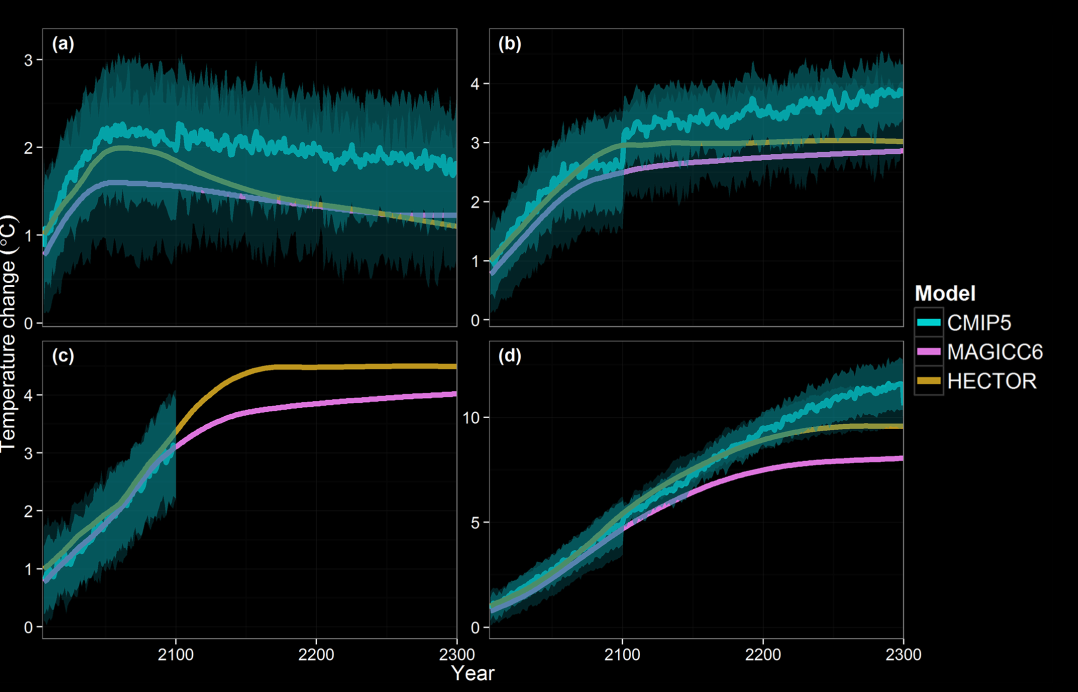 (a)
(b)
3
2
1
0
4
3
2
1
0
Temperature change (°C)
(c)
(d)
4
3
2
1
0
10
5
0
2100
2200
2300
2100
2200
2300
Year
Model
CMIP5
MAGICC6
HECTOR